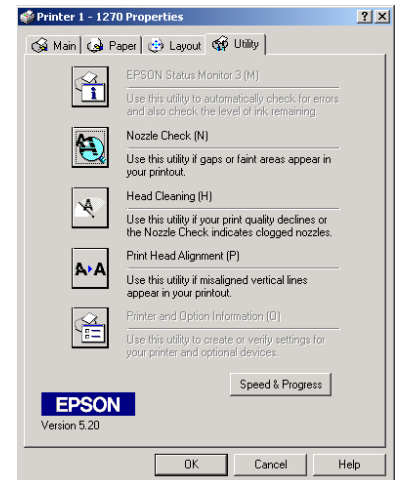 Printer 1 - 1270 Properties
Main Paper Layout Utility
EPSON Status Monitor 3 (M)
Use this utility to automatically check for errors
and also check the level of ink remaining.
Nozzle Check (N)
Use this utility if gaps or faint areas appear in
your printout.
Head Cleaning (H)
Use this utility if your print quality declines or
the Nozzle Check indicates clogged nozzles.
Print Head Alignment (P)
Use this utility if misaligned vertical lines
appear in your printout.
Printer and Option Information (O)
Use this utility to create or verify settings for
your printer and optional devices.
Speed & Progress
EPSON
Version 5.20
OK Cancel Help